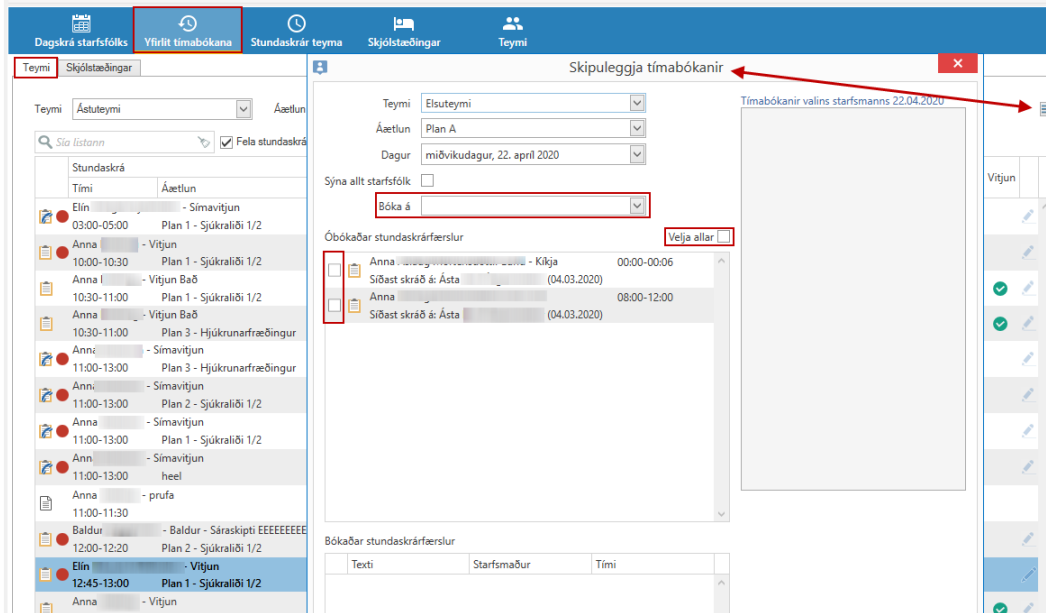 Dagskrá starfsfólks Yfirlit tímabókana Stundaskrár teyma Skjólstæðingar Teymi
Teymi Skjólstæðingar
Teymi Ástuteymi Áætlun
Sía listann Fela stundaskrá
Stundaskrá
Tími Áætlun
Elín - Símavitjun
03:00-05:00 Plan 1 - Sjúkraliði 1/2
Anna - Vitjun
10:00-10:30 Plan 1 - Sjúkraliði 1/2
Anna - Vitjun Bað
10:30-11:00 Plan 1 - Sjúkraliði 1/2
Anna - Vitjun Bað
10:30-11:00 Plan 3 - Hjúkrunarfræðingur
Anna - Símavitjun
11:00-13:00 Plan 3 - Hjúkrunarfræðingur
Anna - Símavitjun
11:00-13:00 Plan 2 - Sjúkraliði 1/2
Anna - Símavitjun
11:00-13:00 Plan 1 - Sjúkraliði 1/2
Ann - Símavitjun
11:00-13:00 heel
Anna - prufa
11:00-11:30
Baldur - Baldur - Sáraskipti EEEEEEEEE
12:00-12:20 Plan 2 - Sjúkraliði 1/2
Elín - Vitjun
12:45-13:00 Plan 1 - Sjúkraliði 1/2
Anna - Vitjun
Skipuleggja tímabókanir
Teymi Elsuteymi
Áætlun Plan A
Dagur miðvikudagur, 22. apríl 2020
Sýna allt starfsfólk
Bóka á
Óbókaðar stundaskrárfærslur Velja allar
Anna - Kíkja 00:00-00:06
Síðast skráð á: Ásta (04.03.2020)
Anna 08:00-12:00
Síðast skráð á: Ásta (04.03.2020)
Bókaðar stundaskrárfærslur
Texti Starfsmaður Tími
Tímabókanir valins starfsmanns 22.04.2020
Vitjun